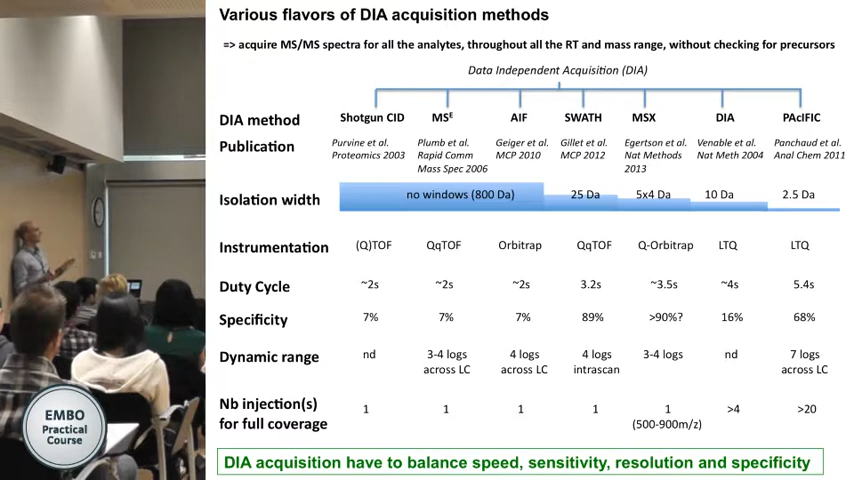 Various flavors of DIA acquisition methods
=> acquire MS/MS spectra for all the analytes, throughout all the RT and mass range, without checking for precursors
Data Independent Acquisition (DIA)
DIA method Shotgun CID MSᴱ AIF SWATH MSX DIA PAcIFIC
Publication Purvine et al. Plumb et al. Geiger et al. Gillet et al. Egertson et al. Venable et al. Panchaud et al.
Proteomics 2003 Rapid Comm MCP 2010 MCP 2012 Nat Methods Nat Meth 2004 Anal Chem 2011
Mass Spec 2006 2013
Isolation width no windows (800 Da) 25 Da 5x4 Da 10 Da 2.5 Da
Instrumentation (Q)TOF QqTOF Orbitrap QqTOF Q-Orbitrap LTQ LTQ
Duty Cycle ~2s ~2s ~2s 3.2s ~3.5s ~4s 5.4s
Specificity 7% 7% 7% 89% >90%? 16% 68%
Dynamic range nd 3-4 logs 4 logs 4 logs 3-4 logs nd 7 logs
across LC across LC intrascan across LC
Nb injection(s) 1 1 1 1 1 >4 >20
for full coverage (500-900m/z)
DIA acquisition have to balance speed, sensitivity, resolution and specificity
EMBO
Practical
Course